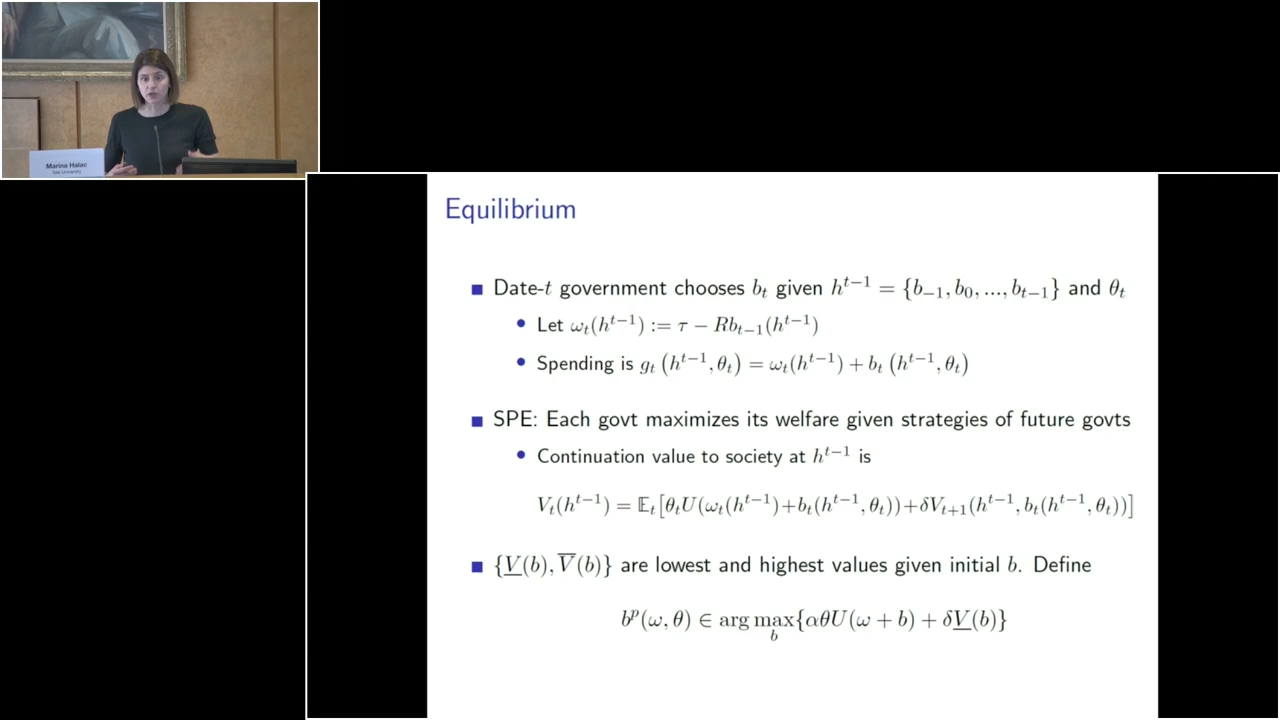 Marina Halac
Yale University
Equilibrium
Date-t government chooses b_t given h^{t−1} = {b_{−1}, b_0, ..., b_{t−1}} and θ_t
Let ω_t(h^{t−1}) := τ − Rb_{t−1}(h^{t−1})
Spending is g_t (h^{t−1}, θ_t) = ω_t(h^{t−1}) + b_t (h^{t−1}, θ_t)
SPE: Each govt maximizes its welfare given strategies of future govts
Continuation value to society at h^{t−1} is
V_t(h^{t−1}) = 𝔼_t[θ_tU(ω_t(h^{t−1})+b_t(h^{t−1}, θ_t))+δV_{t+1}(h^{t−1}, b_t(h^{t−1}, θ_t))]
{V̲(b), V̅(b)} are lowest and highest values given initial b. Define
b^p(ω, θ) ∈ arg max_b{αθU(ω + b) + δV̲(b)}